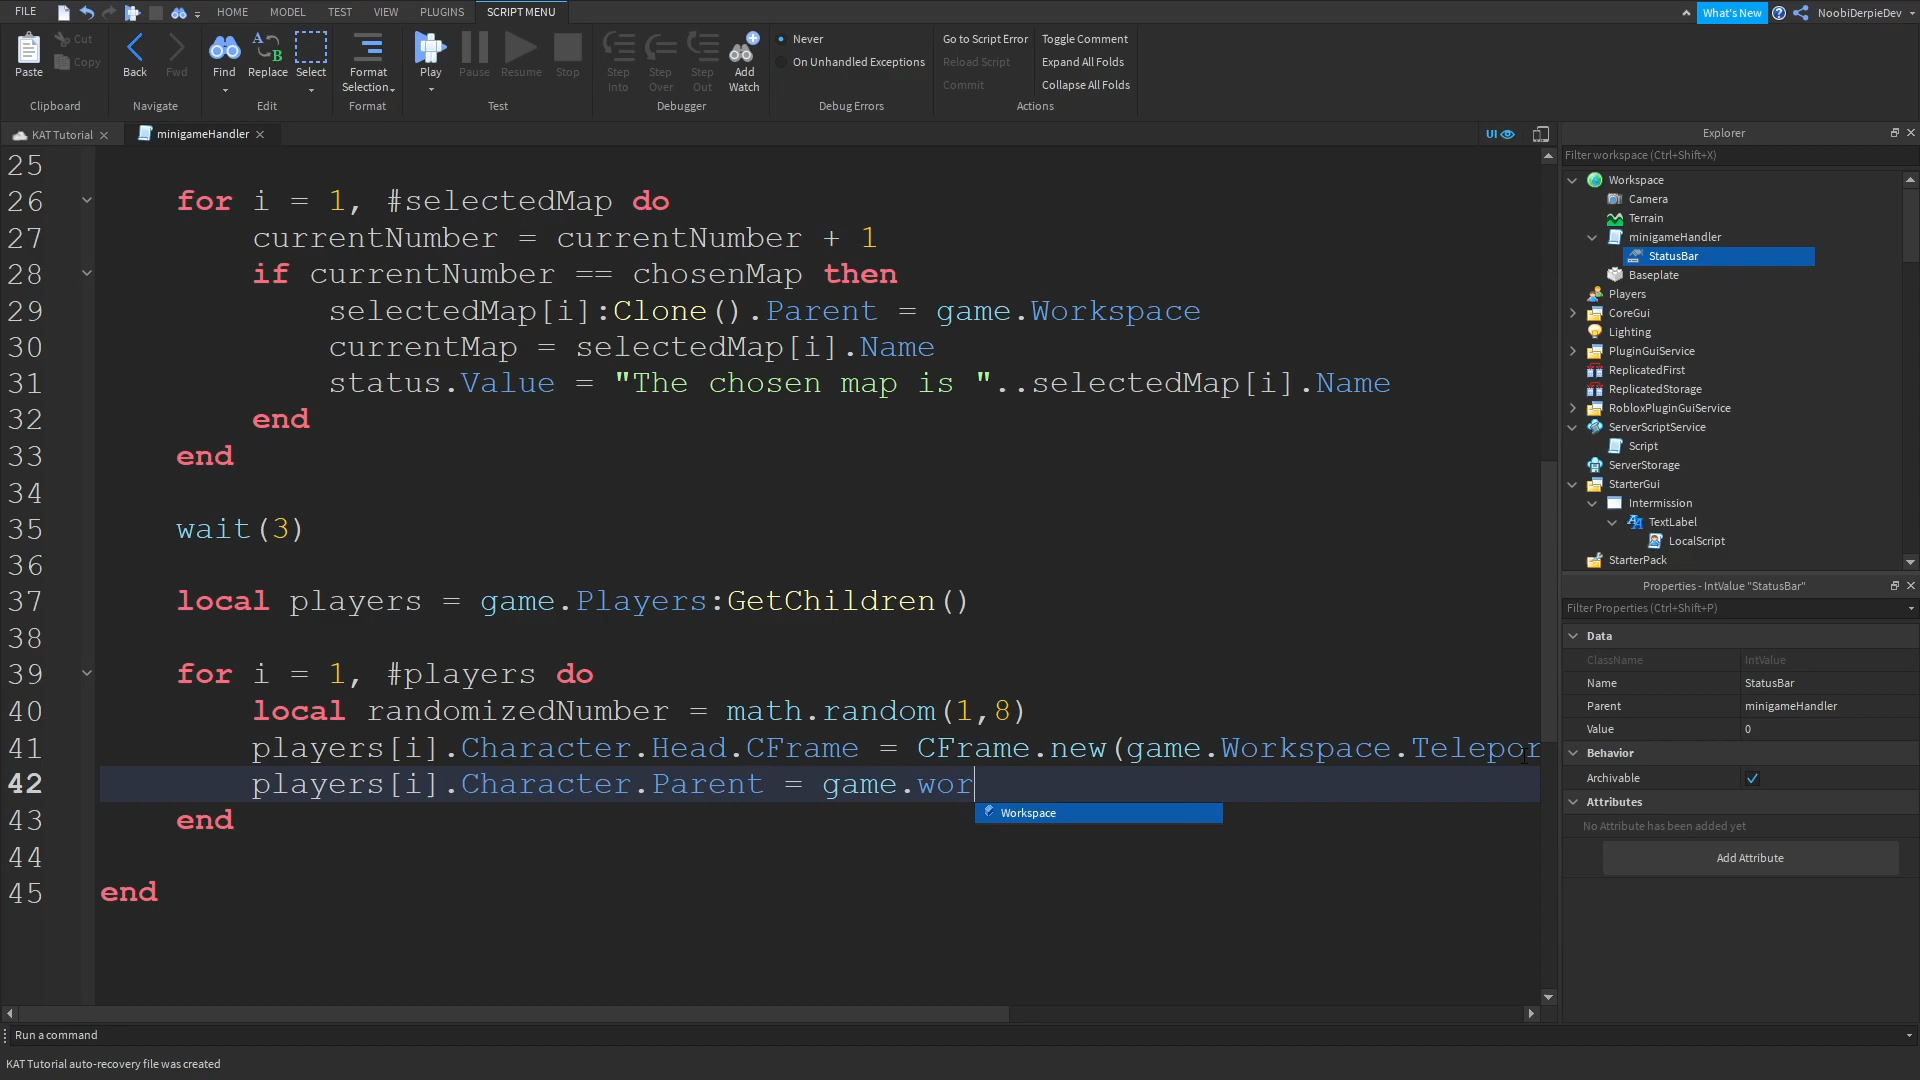 FILE HOME MODEL TEST VIEW PLUGINS SCRIPT MENU What's New NoobiDerpieDev
Paste Cut Copy Clipboard
Back Fwd Navigate
Find Replace Select Edit
Format Selection Format
Play Pause Resume Stop Test
Step Into Step Over Step Out Add Watch Debugger
Never
On Unhandled Exceptions
Debug Errors
Go to Script Error Toggle Comment
Reload Script Expand All Folds
Commit Collapse All Folds
Actions
KAT Tutorial minigameHandler UI
25
26 for i = 1, #selectedMap do
27 currentNumber = currentNumber + 1
28 if currentNumber == chosenMap then
29 selectedMap[i]:Clone().Parent = game.Workspace
30 currentMap = selectedMap[i].Name
31 status.Value = "The chosen map is "..selectedMap[i].Name
32 end
33 end
34
35 wait(3)
36
37 local players = game.Players:GetChildren()
38
39 for i = 1, #players do
40 local randomizedNumber = math.random(1,8)
41 players[i].Character.Head.CFrame = CFrame.new(game.Workspace.Telepor
42 players[i].Character.Parent = game.wor
Workspace
43 end
44
45 end
Explorer
Filter workspace (Ctrl+Shift+X)
Workspace
Camera
Terrain
minigameHandler
StatusBar
Baseplate
Players
CoreGui
Lighting
PluginGuiService
ReplicatedFirst
ReplicatedStorage
RobloxPluginGuiService
ServerScriptService
Script
ServerStorage
StarterGui
Intermission
TextLabel
LocalScript
StarterPack
Properties - IntValue "StatusBar"
Filter Properties (Ctrl+Shift+P)
Data
ClassName IntValue
Name StatusBar
Parent minigameHandler
Value 0
Behavior
Archivable
Attributes
No Attribute has been added yet
Add Attribute
Run a command
KAT Tutorial auto-recovery file was created